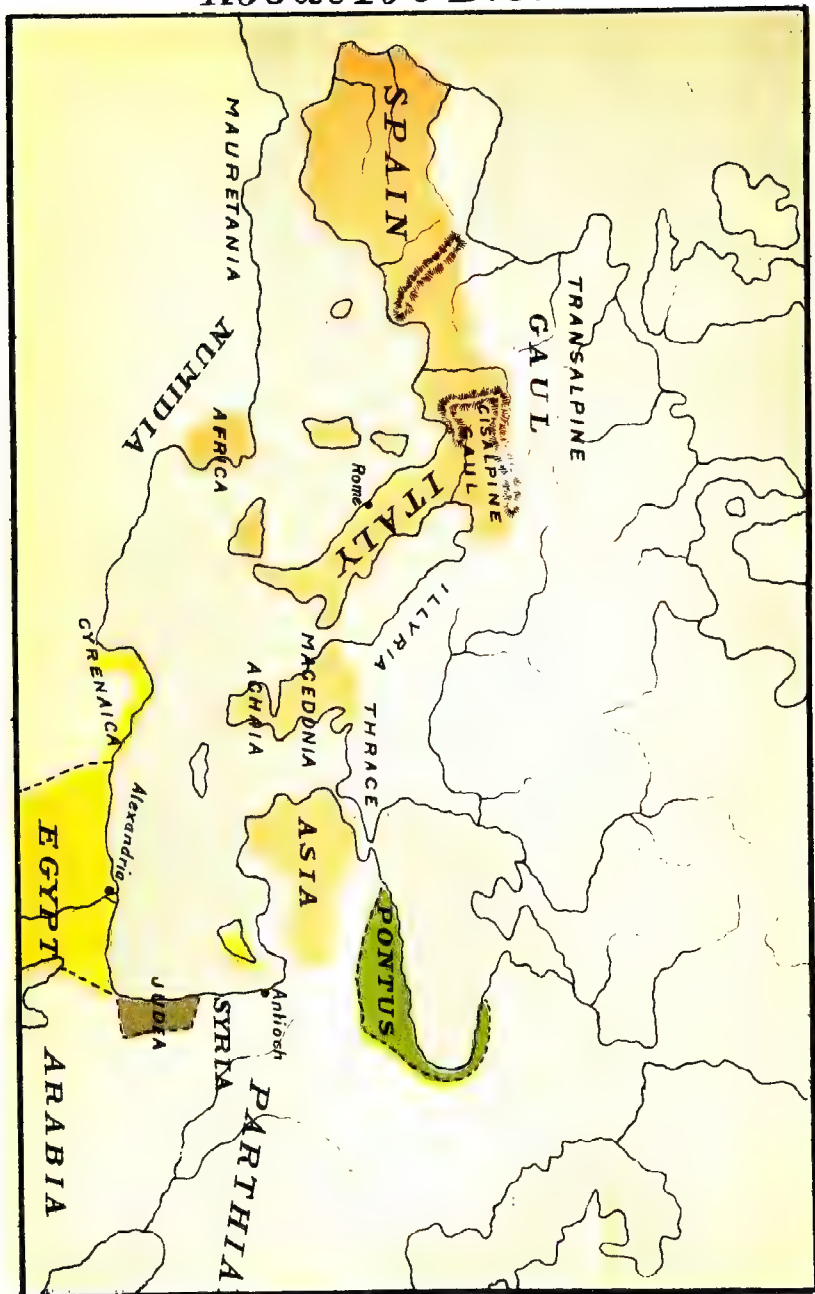 TRANSALPINE
GAUL
SPAIN
CISALPINE
GAUL
ITALY
Rome
ILLYRIA
THRACE
MACEDONIA
ACHAIA
ASIA
PONTUS
MAURETANIA
NUMIDIA
AFRICA
CYRENAICA
Alexandria
EGYPT
JUDEA
SYRIA
Antioch
PARTHIA
ARABIA